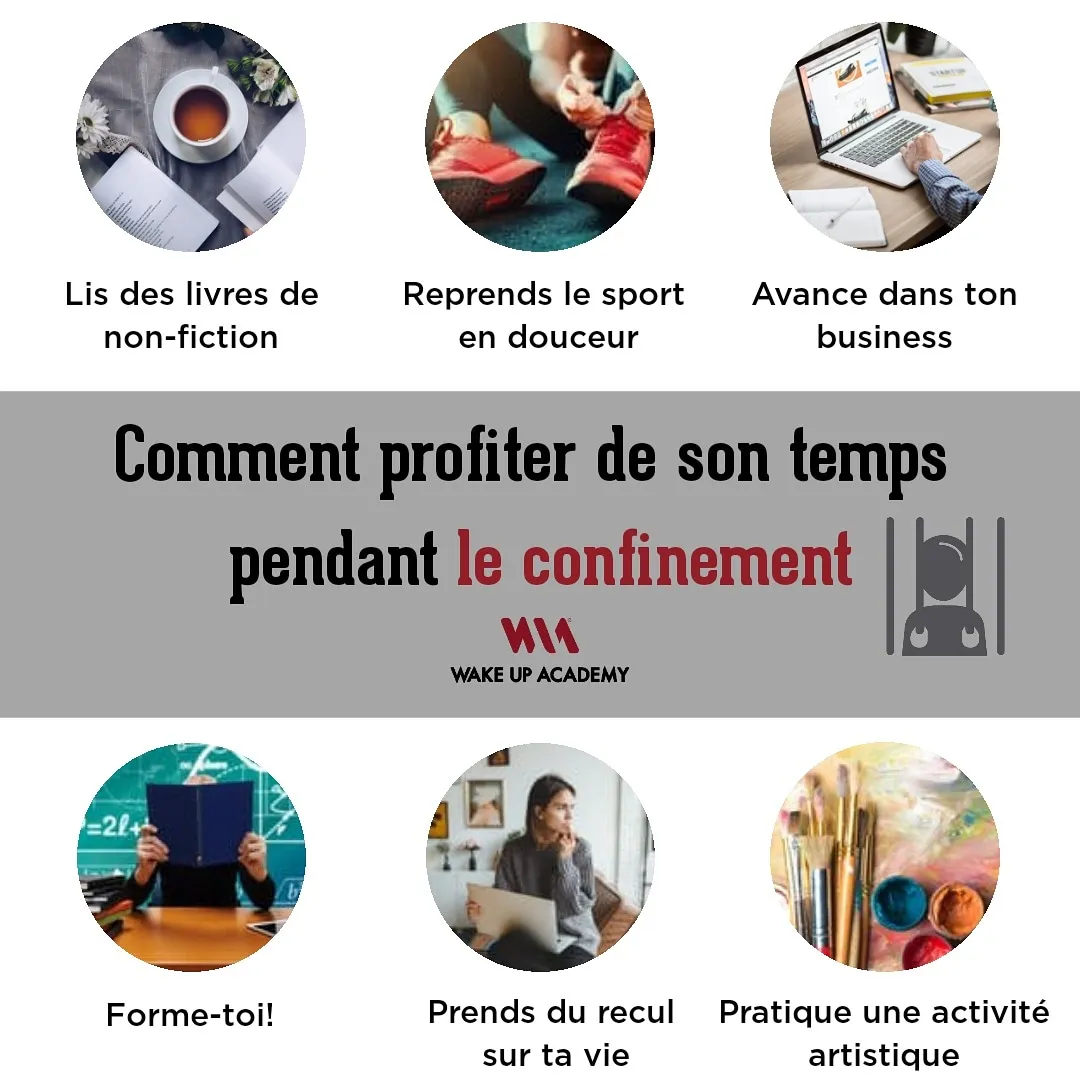 Lis des livres de
non-fiction
Reprends le sport
en douceur
STARTUP
Avance dans ton
business
Comment profiter de son temps
pendant le confinement
WAKE UP ACADEMY
=2ℓ+
Forme-toi!
Prends du recul
sur ta vie
Pratique une activité
artistique